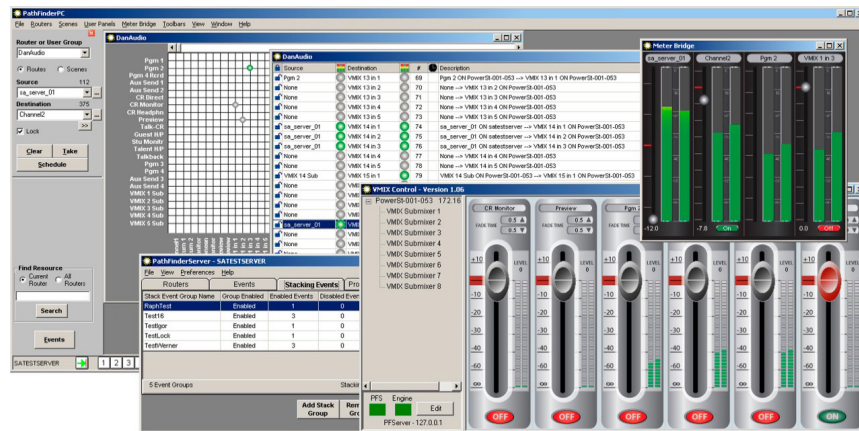 PathFinderPC
File Routers Scenes User Panels Meter Bridge Toolbars View Window Help
Router or User Group
DanAudio
Routes Scenes
Source 112
sa_server_01
Destination 375
Channel2
>>
Lock
Clear Take
Schedule
Find Resource
Current Router All Routers
Search
Events
SATESTSERVER
1 2 3
DanAudio
Pgm 1
Pgm 2
Pgm 4 Rcrd
Aux Send 1
Aux Send 2
CR Direct
CR Monitor
CR Headphn
Preview
Talk-CR
Guest H/P
Stu Monitr
Talent H/P
Talkback
Pgm 3
Pgm 4
Aux Send 3
Aux Send 4
VMIX 1 Sub
VMIX 2 Sub
VMIX 3 Sub
VMIX 4 Sub
VMIX 5 Sub
DanAudio
Source Destination # Description
Pgm 2 VMIX 13 in 1 69 Pgm 2 ON PowerSt-001-053 --> VMIX 13 in 1 ON PowerSt-001-053
None VMIX 13 in 2 70 None --> VMIX 13 in 2 ON PowerSt-001-053
None VMIX 13 in 3 71 None --> VMIX 13 in 3 ON PowerSt-001-053
None VMIX 13 in 4 72 None --> VMIX 13 in 4 ON PowerSt-001-053
None VMIX 13 in 5 73 None --> VMIX 13 in 5 ON PowerSt-001-053
sa_server_01 VMIX 14 in 1 74 sa_server_01 ON satestserver --> VMIX 14 in 1 ON PowerSt-001-053
sa_server_01 VMIX 14 in 2 75 sa_server_01 ON satestserver --> VMIX 14 in 2 ON PowerSt-001-053
sa_server_01 VMIX 14 in 3 76 sa_server_01 ON satestserver --> VMIX 14 in 3 ON PowerSt-001-053
None VMIX 14 in 4 77 None --> VMIX 14 in 4 ON PowerSt-001-053
None VMIX 14 in 5 78 None --> VMIX 14 in 5 ON PowerSt-001-053
VMIX 14 Sub VMIX 15 in 1 79 VMIX 14 Sub ON PowerSt-001-053 --> VMIX 15 in 1 ON PowerSt-001-053
None
None
None
None
sa_server_01
None
None
None
Meter Bridge
sa_server_01 Channel2 Pgm 2 VMIX 1 in 3
-12.0 -7.8 On 0.0 Off
PathFinderServer - SATESTSERVER
File View Preferences Help
Routers Events Stacking Events
Stack Event Group Name Group Enabled Enabled Events Disabled Even
RaphTest Enabled 1 0
Test16 Enabled 3 0
TestIgor Enabled 1 0
TestLock Enabled 1 0
TestVerner Enabled 3 0
5 Event Groups
Add Stack Group
VMIX Control - Version 1.06
PowerSt-001-053 172.16
VMIX Submixer 1
VMIX Submixer 2
VMIX Submixer 3
VMIX Submixer 4
VMIX Submixer 5
VMIX Submixer 6
VMIX Submixer 7
VMIX Submixer 8
PFS Engine
Edit
PFServer - 127.0.0.1
CR Monitor Preview
FADE TIME 0.5 0.5 FADE TIME 0.5 0.5
+10 LEVEL 0
-10
-20
-30
-40
-60
∞
OFF OFF OFF OFF OFF ON